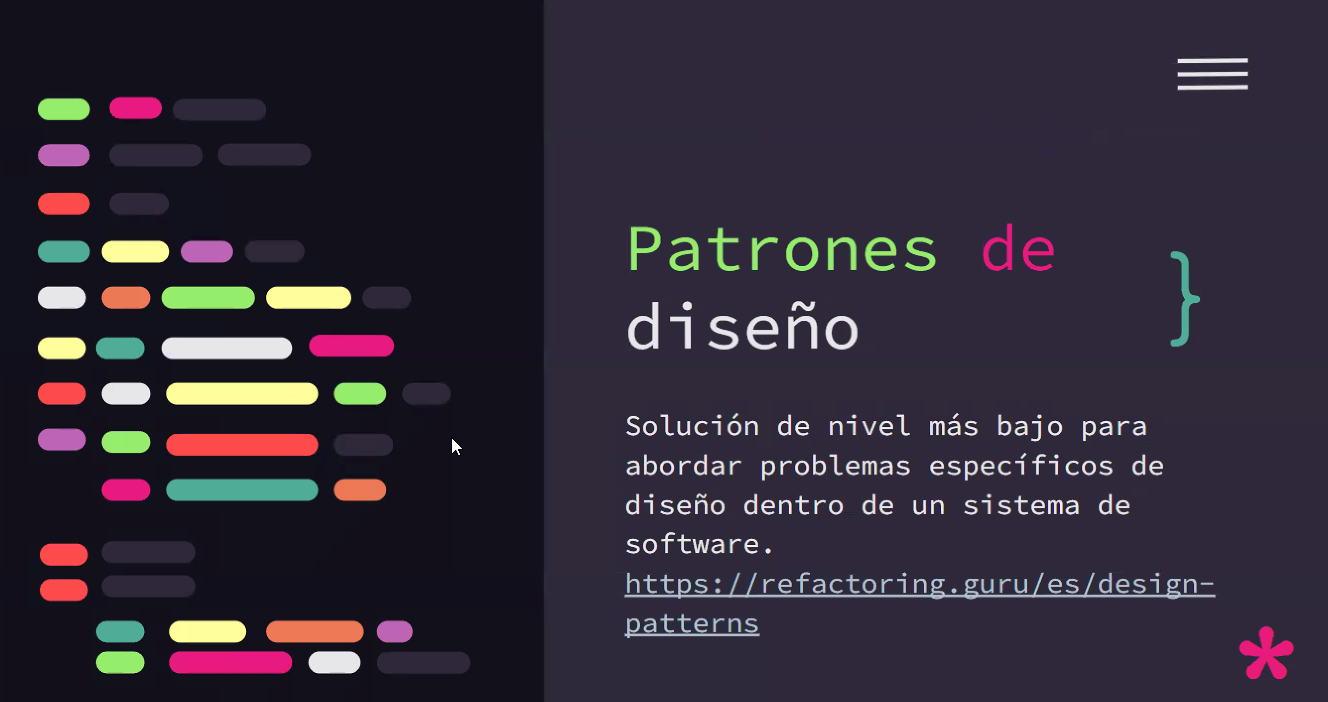 Patrones de
diseño
}
Solución de nivel más bajo para
abordar problemas específicos de
diseño dentro de un sistema de
software.
https://refactoring.guru/es/design-
patterns
*